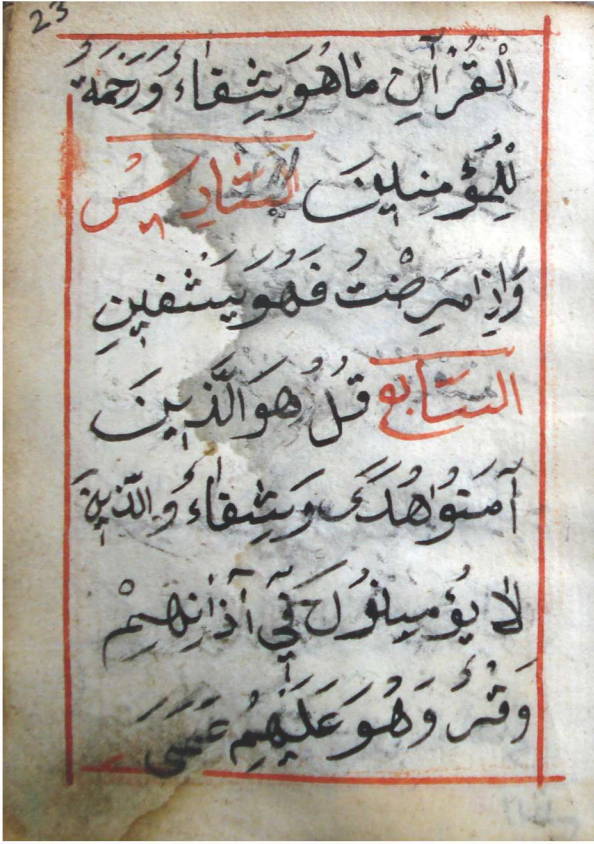 23
الْقُرْآنِ مَاهُوَ شِفَاءُ وَرَحْمَةُ
لِلْمُؤْمِنِينَ السَّادِسْ
وَإِذَا مَرِضْتُ فَهُوَ يَشْفِينِ
السَّابِعْ قُلْ هُوَ الَّذِينَ
آمَنُوا هُدًى وَشِفَاءُ وَالَّذِينَ
لَا يُؤْمِنُونَ فِي آذَانِهِمْ
وَقْرُ وَهُوَ عَلَيْهِمْ عَمَى